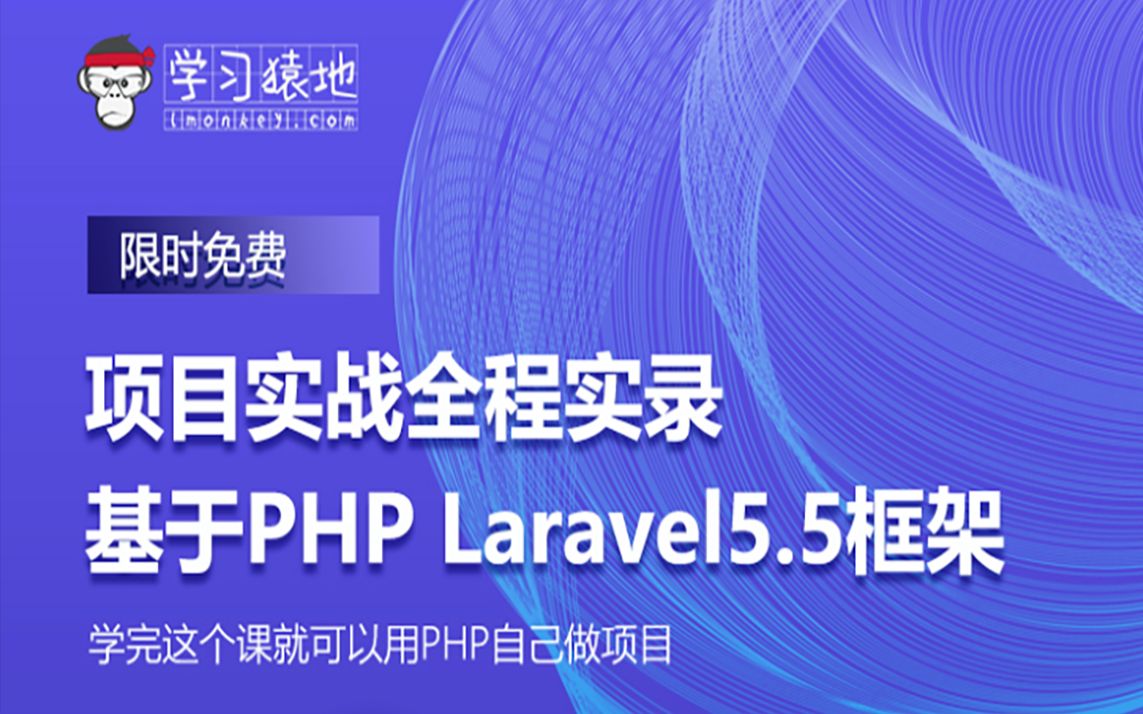 学习猿地
lmonkey.com
限时免费
项目实战全程实录
基于PHP Laravel5.5框架
学完这个课就可以用PHP自己做项目